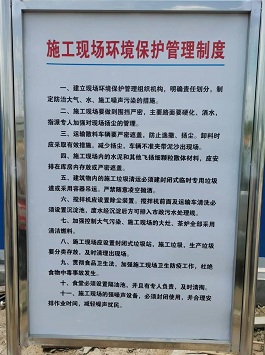 施工现场环境保护管理制度
一、建立现场环境保护管理组织机构，明确责任划分，制
定防治大气、水、施工噪声污染的措施。
二、施工现场要做到围挡严密，主要路面要硬化、洒水，
指派专人加强对现场扬尘的管理。
三、运输散料车辆要严密遮盖，防止遗撒、扬尘，卸料时
应采取有效措施，减少扬尘，车辆不准夹带泥沙出现场。
四、施工现场内的水泥和其他飞扬细颗粒散体材料，应安
排在库房内存放或严密遮盖。
五、建筑物内的施工垃圾清运必须建封闭式临时专用垃圾
道或采用容器吊运，严禁随意凌空抛洒。
六、搅拌机应设置除尘装置，搅拌机前面及运输车清洗必
须设置沉淀池，废水经沉淀后方可排入市政污水处理线。
七、加强控制大气污染，施工现场的大灶、茶炉全部采用
清洁燃料。
八、施工现场应设置封闭式垃圾站，施工垃圾、生产垃圾
要分类存放，及时清理出现场。
九、贯彻食品卫生法，加强施工现场卫生防疫工作，杜绝
食物中毒事故发生。
十、食堂必须设置隔油池，并且有专人负责，及时清掏。
十一、施工现场的强噪声设备，必须封闭使用，并合理安
排作业时间，减轻噪声扰民。